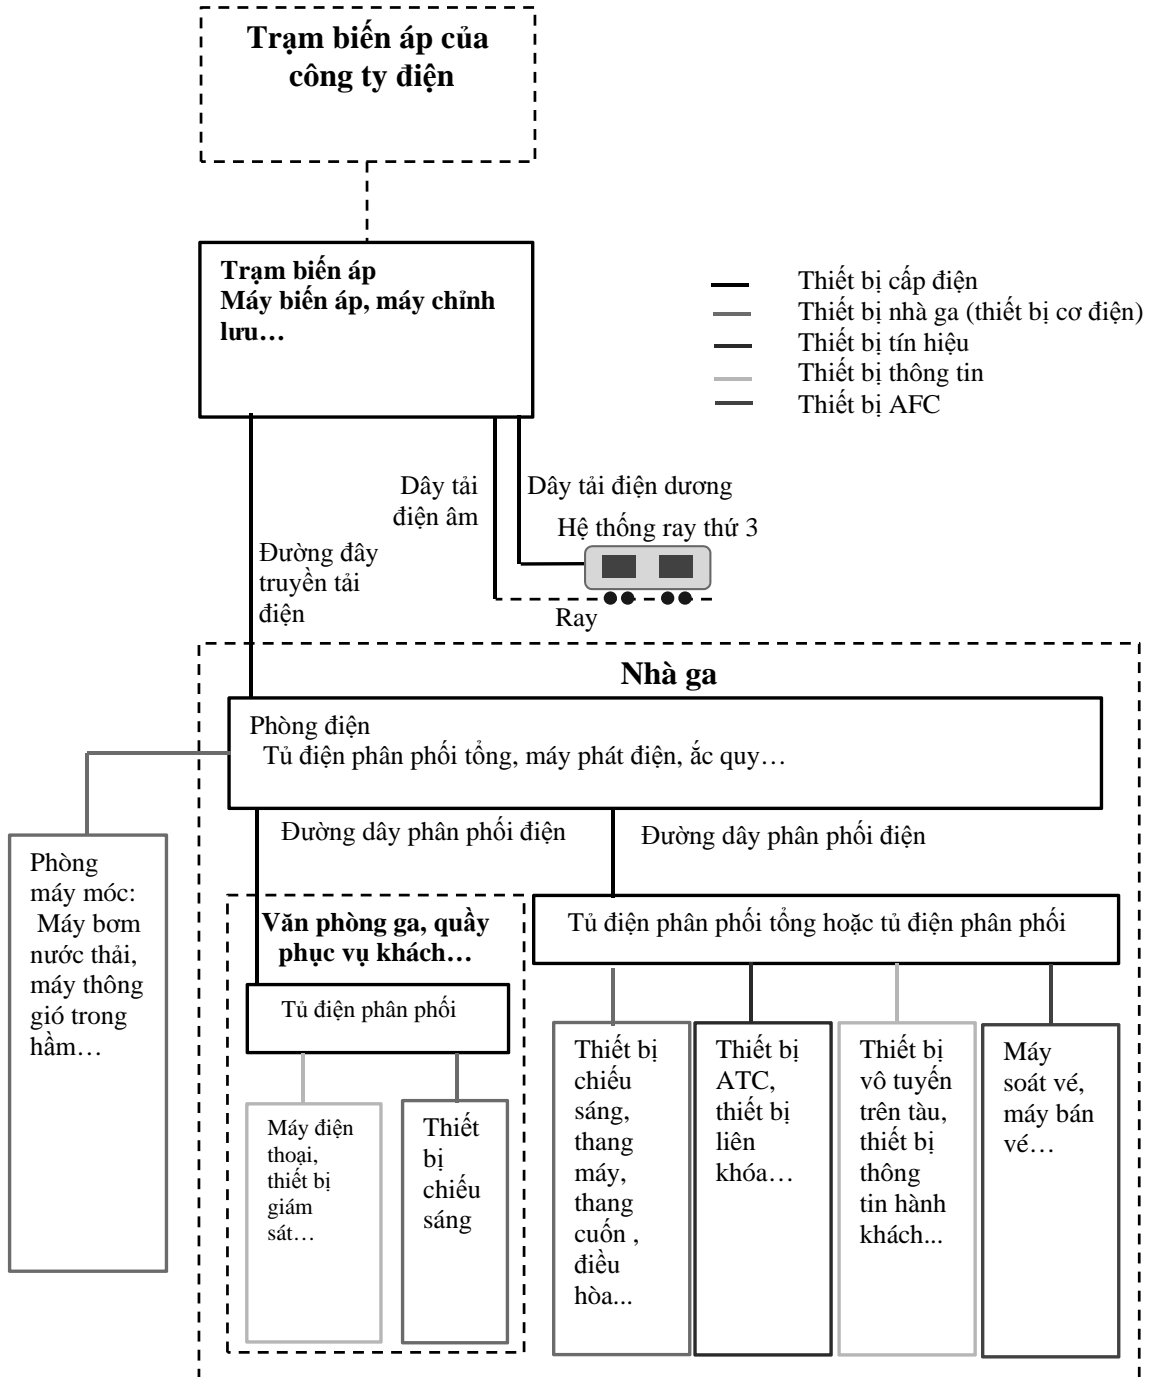 Trạm biến áp của
công ty điện
Trạm biến áp
Máy biến áp, máy chỉnh
lưu…
Thiết bị cấp điện
Thiết bị nhà ga (thiết bị cơ điện)
Thiết bị tín hiệu
Thiết bị thông tin
Thiết bị AFC
Dây tải
điện âm
Dây tải điện dương
Hệ thống ray thứ 3
Đường đây
truyền tải
điện
Ray
Nhà ga
Phòng điện
Tủ điện phân phối tổng, máy phát điện, ắc quy…
Đường dây phân phối điện
Đường dây phân phối điện
Phòng
máy móc:
Máy bơm
nước thải,
máy thông
gió trong
hầm…
Văn phòng ga, quầy
phục vụ khách…
Tủ điện phân phối
Máy điện
thoại,
thiết bị
giám
sát…
Thiết
bị
chiếu
sáng
Tủ điện phân phối tổng hoặc tủ điện phân phối
Thiết bị
chiếu
sáng,
thang
máy,
thang
cuốn ,
điều
hòa...
Thiết bị
ATC,
thiết bị
liên
khóa…
Thiết bị
vô tuyến
trên tàu,
thiết bị
thông
tin hành
khách...
Máy
soát vé,
máy bán
vé…